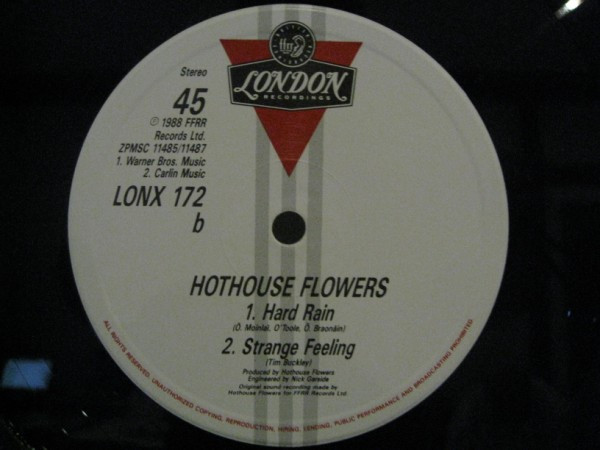 ffrr
LONDON
RECORDINGS
Stereo
45
℗ 1988 FFRR
Records Ltd.
ZPMSC 11485/11487
1. Warner Bros. Music
2. Carlin Music
LONX 172
b
HOTHOUSE FLOWERS
1. Hard Rain
(Ó. Moinlaí, O'Toole, Ó. Braonáin)
2. Strange Feeling
(Tim Buckley)
Produced by Hothouse Flowers
Engineered by Nick Garside
Original sound recording made by
Hothouse Flowers for FFRR Records Ltd.
ALL RIGHTS RESERVED. UNAUTHORIZED COPYING, REPRODUCTION, HIRING, LENDING, PUBLIC PERFORMANCE AND BROADCASTING PROHIBITED